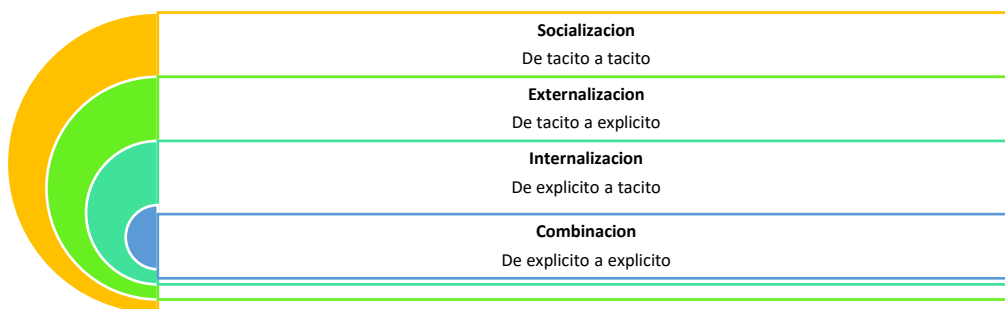 Socializacion
De tacito a tacito
Externalizacion
De tacito a explicito
Internalizacion
De explicito a tacito
Combinacion
De explicito a explicito